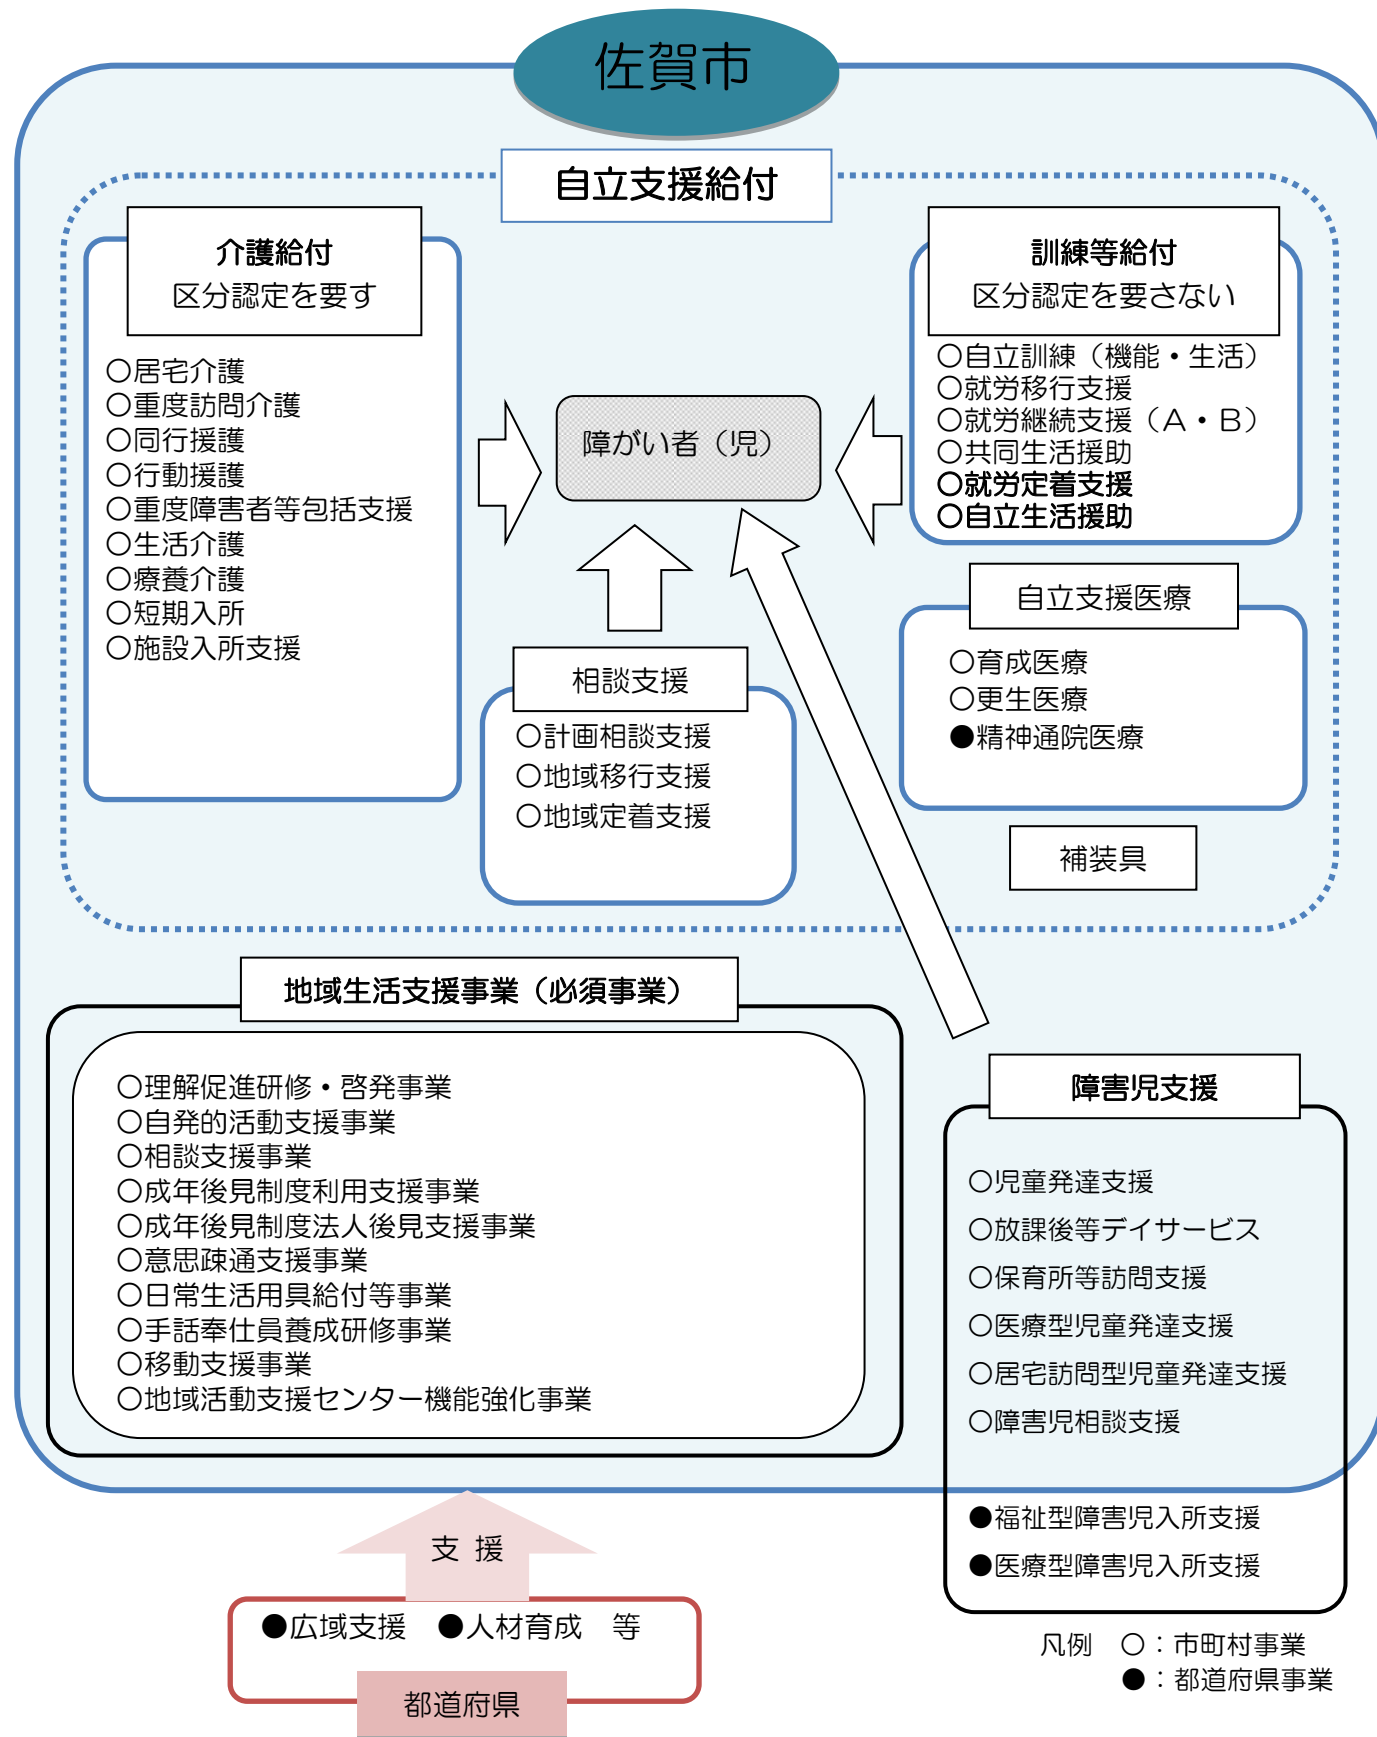 佐賀市
自立支援給付
介護給付
区分認定を要す
○居宅介護
○重度訪問介護
○同行援護
○行動援護
○重度障害者等包括支援
○生活介護
○療養介護
○短期入所
○施設入所支援
障がい者（児）
訓練等給付
区分認定を要さない
○自立訓練（機能・生活）
○就労移行支援
○就労継続支援（A・B）
○共同生活援助
○就労定着支援
○自立生活援助
相談支援
○計画相談支援
○地域移行支援
○地域定着支援
自立支援医療
○育成医療
○更生医療
●精神通院医療
補装具
地域生活支援事業（必須事業）
○理解促進研修・啓発事業
○自発的活動支援事業
○相談支援事業
○成年後見制度利用支援事業
○成年後見制度法人後見支援事業
○意思疎通支援事業
○日常生活用具給付等事業
○手話奉仕員養成研修事業
○移動支援事業
○地域活動支援センター機能強化事業
障害児支援
○児童発達支援
○放課後等デイサービス
○保育所等訪問支援
○医療型児童発達支援
○居宅訪問型児童発達支援
○障害児相談支援
●福祉型障害児入所支援
●医療型障害児入所支援
支 援
●広域支援　●人材育成　等
都道府県
凡例　○：市町村事業
●：都道府県事業